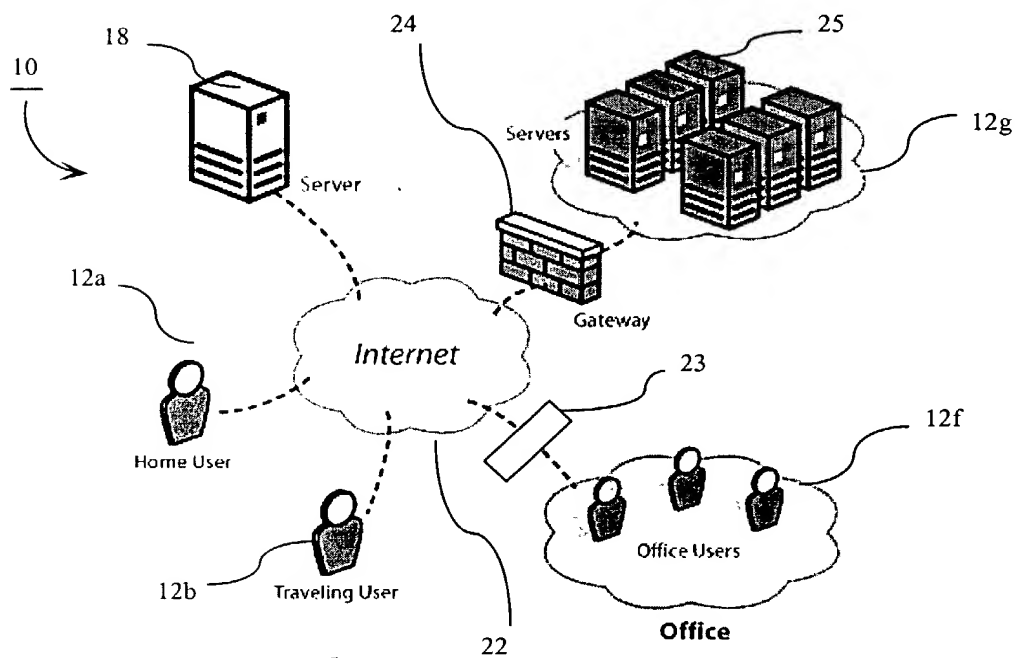 24
25
18
10
Servers
12g
Server
12a
Gateway
Internet
23
12f
Home User
Office Users
12b
Traveling User
Office
22